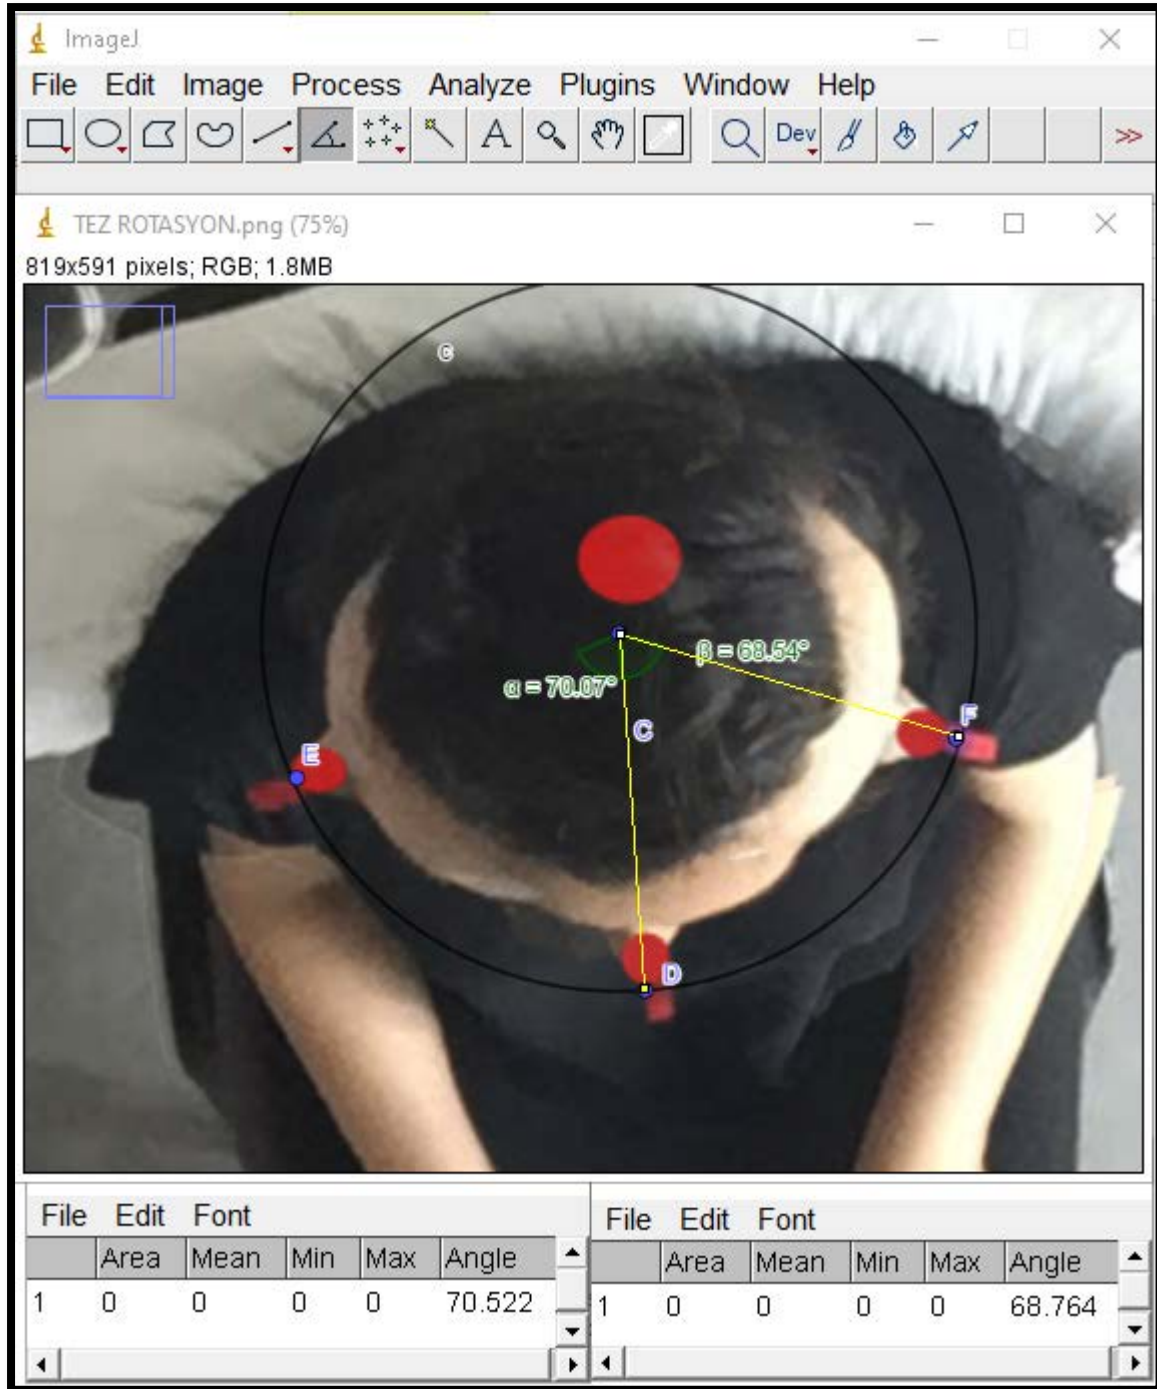 ImageJ
File Edit Image Process Analyze Plugins Window Help
A Dev >>
TEZ ROTASYON.png (75%)
819x591 pixels; RGB; 1.8MB
c
β = 68.54°
α = 70.07°
C
F
E
D
File Edit Font
Area Mean Min Max Angle
1 0 0 0 0 70.522
File Edit Font
Area Mean Min Max Angle
1 0 0 0 0 68.764